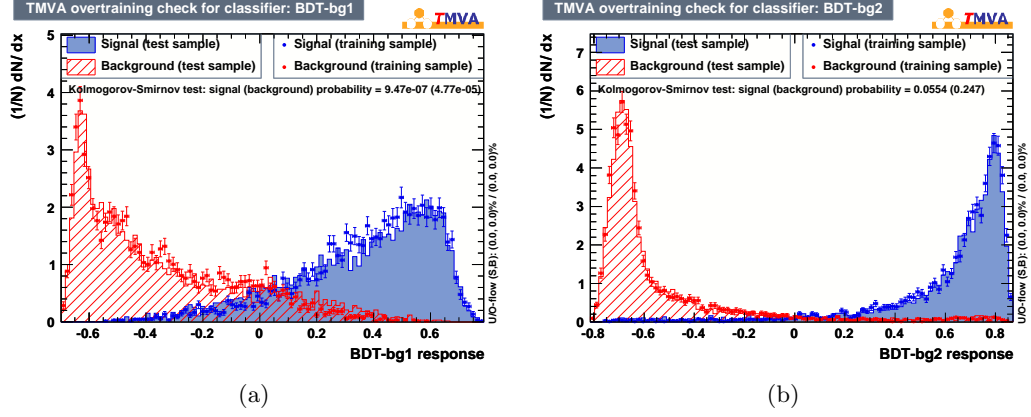 TMVA overtraining check for classifier: BDT-bg1
TMVA
(1/N) dN/ dx
5
4
3
2
1
0
Signal (test sample)
Background (test sample)
Signal (training sample)
Background (training sample)
Kolmogorov-Smirnov test: signal (background) probability = 9.47e-07 (4.77e-05)
U/O-flow (S,B): (0.0, 0.0)% / (0.0, 0.0)%
-0.6 -0.4 -0.2 0 0.2 0.4 0.6
BDT-bg1 response
(a)
TMVA overtraining check for classifier: BDT-bg2
TMVA
(1/N) dN/ dx
7
6
5
4
3
2
1
0
Signal (test sample)
Background (test sample)
Signal (training sample)
Background (training sample)
Kolmogorov-Smirnov test: signal (background) probability = 0.0554 (0.247)
U/O-flow (S,B): (0.0, 0.0)% / (0.0, 0.0)%
-0.8 -0.6 -0.4 -0.2 0 0.2 0.4 0.6 0.8
BDT-bg2 response
(b)